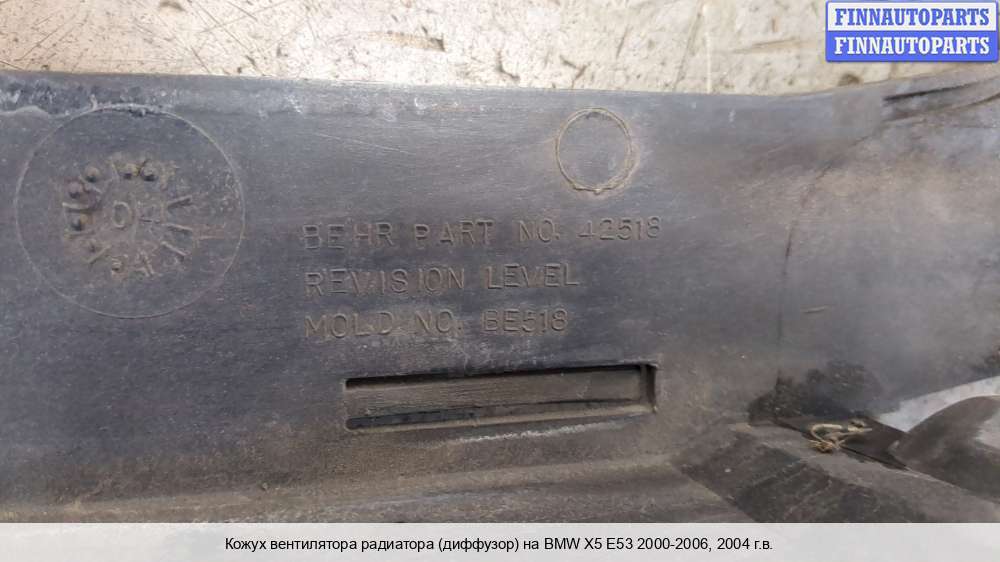 FINNAUTOPARTS
FINNAUTOPARTS
04
BEHR PART NO. 42518
REVISION LEVEL
MOLD NO. BE518
Кожух вентилятора радиатора (диффузор) на BMW X5 E53 2000-2006, 2004 г.в.